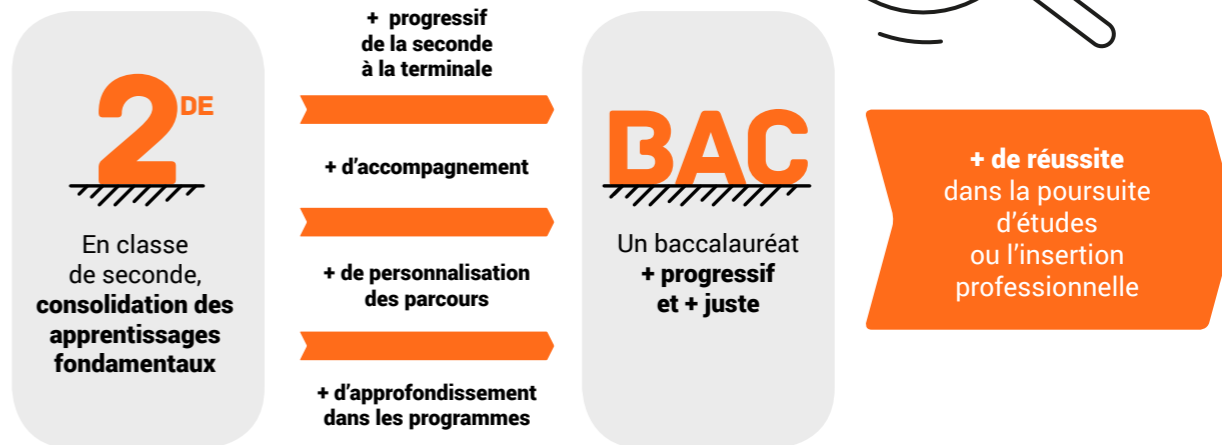 2DE
En classe
de seconde,
consolidation des
apprentissages
fondamentaux
+ progressif
de la seconde
à la terminale
+ d'accompagnement
+ de personnalisation
des parcours
+ d'approfondissement
dans les programmes
BAC
Un baccalauréat
+ progressif
et + juste
+ de réussite
dans la poursuite
d'études
ou l'insertion
professionnelle